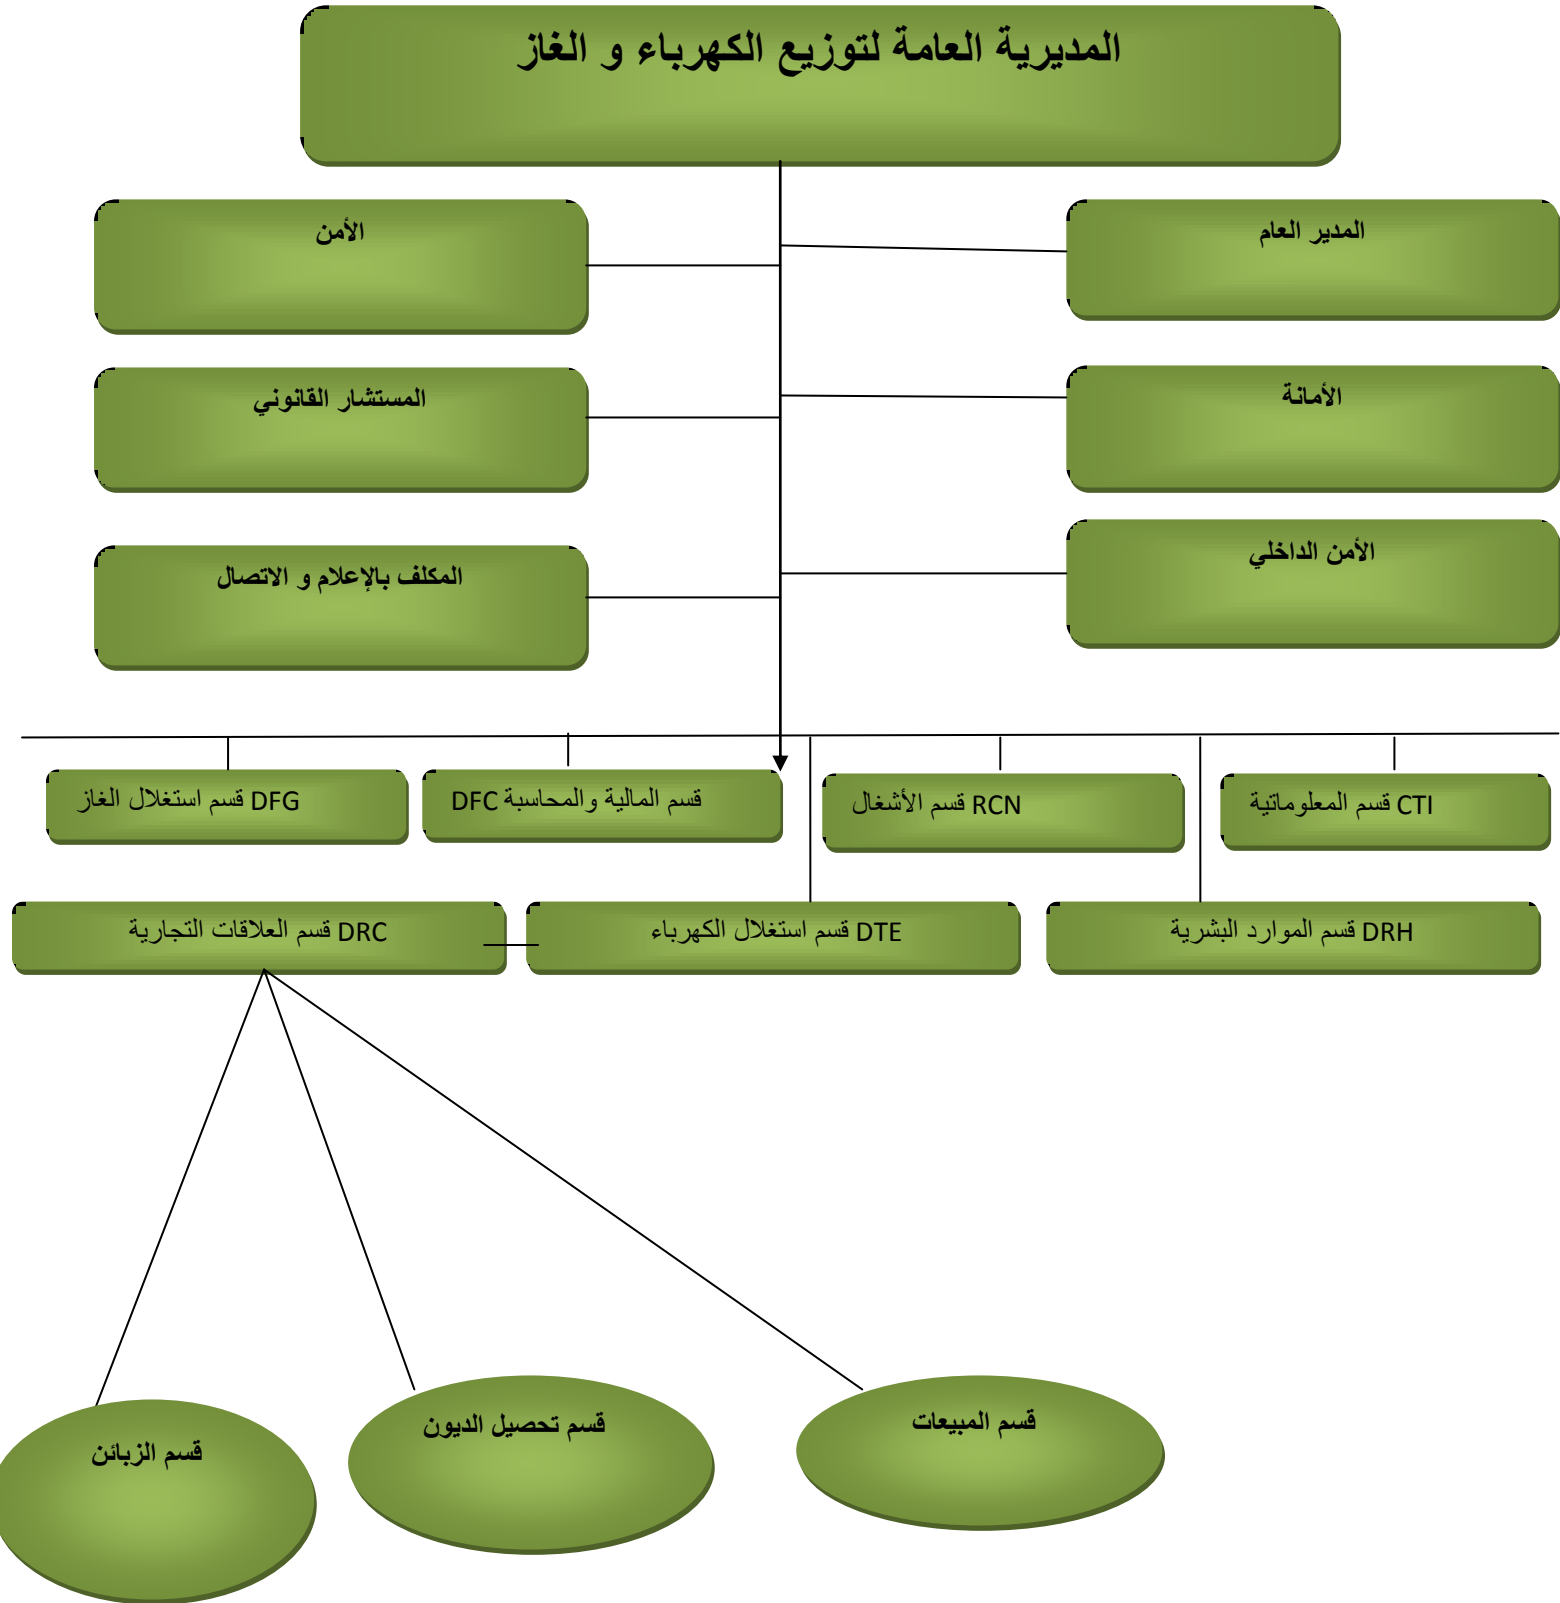 المديرية العامة لتوزيع الكهرباء و الغاز
المدير العام
الأمن
الأمانة
المستشار القانوني
الأمن الداخلي
المكلف بالإعلام و الاتصال
CTI قسم المعلوماتية
RCN قسم الأشغال
قسم المالية والمحاسبة DFC
DFG قسم استغلال الغاز
DRH قسم الموارد البشرية
DTE قسم استغلال الكهرباء
DRC قسم العلاقات التجارية
قسم المبيعات
قسم تحصيل الديون
قسم الزبائن